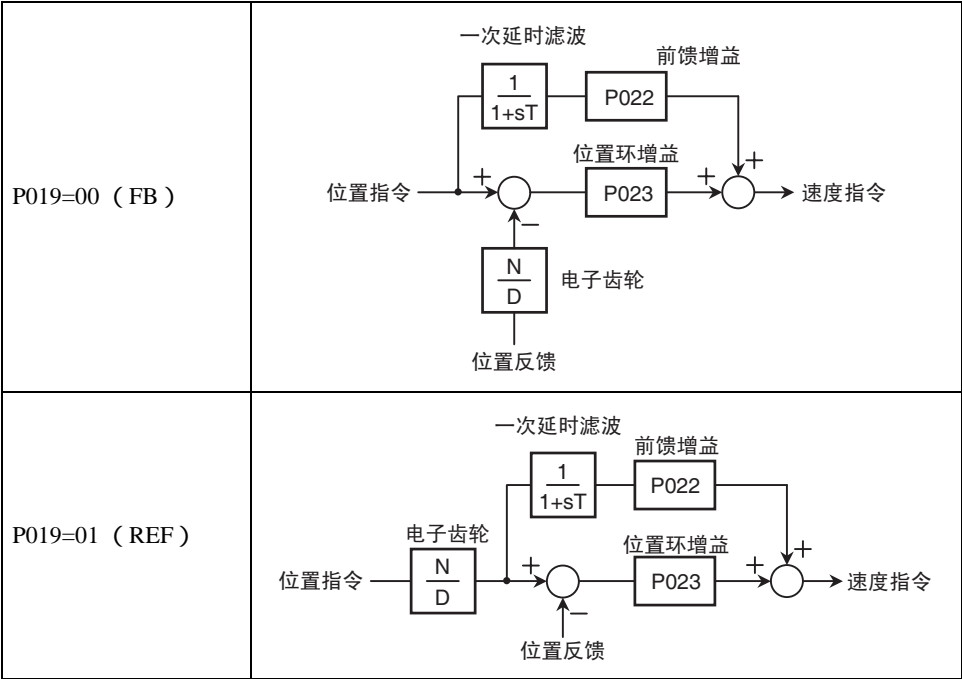 P019=00（FB）
一次延时滤波
前馈增益
1
1+sT
P022
位置环增益
位置指令
+
P023
+
+
速度指令
−
N
D
电子齿轮
位置反馈
P019=01（REF）
一次延时滤波
前馈增益
1
1+sT
P022
电子齿轮
位置环增益
位置指令
N
D
+
P023
+
+
速度指令
−
位置反馈